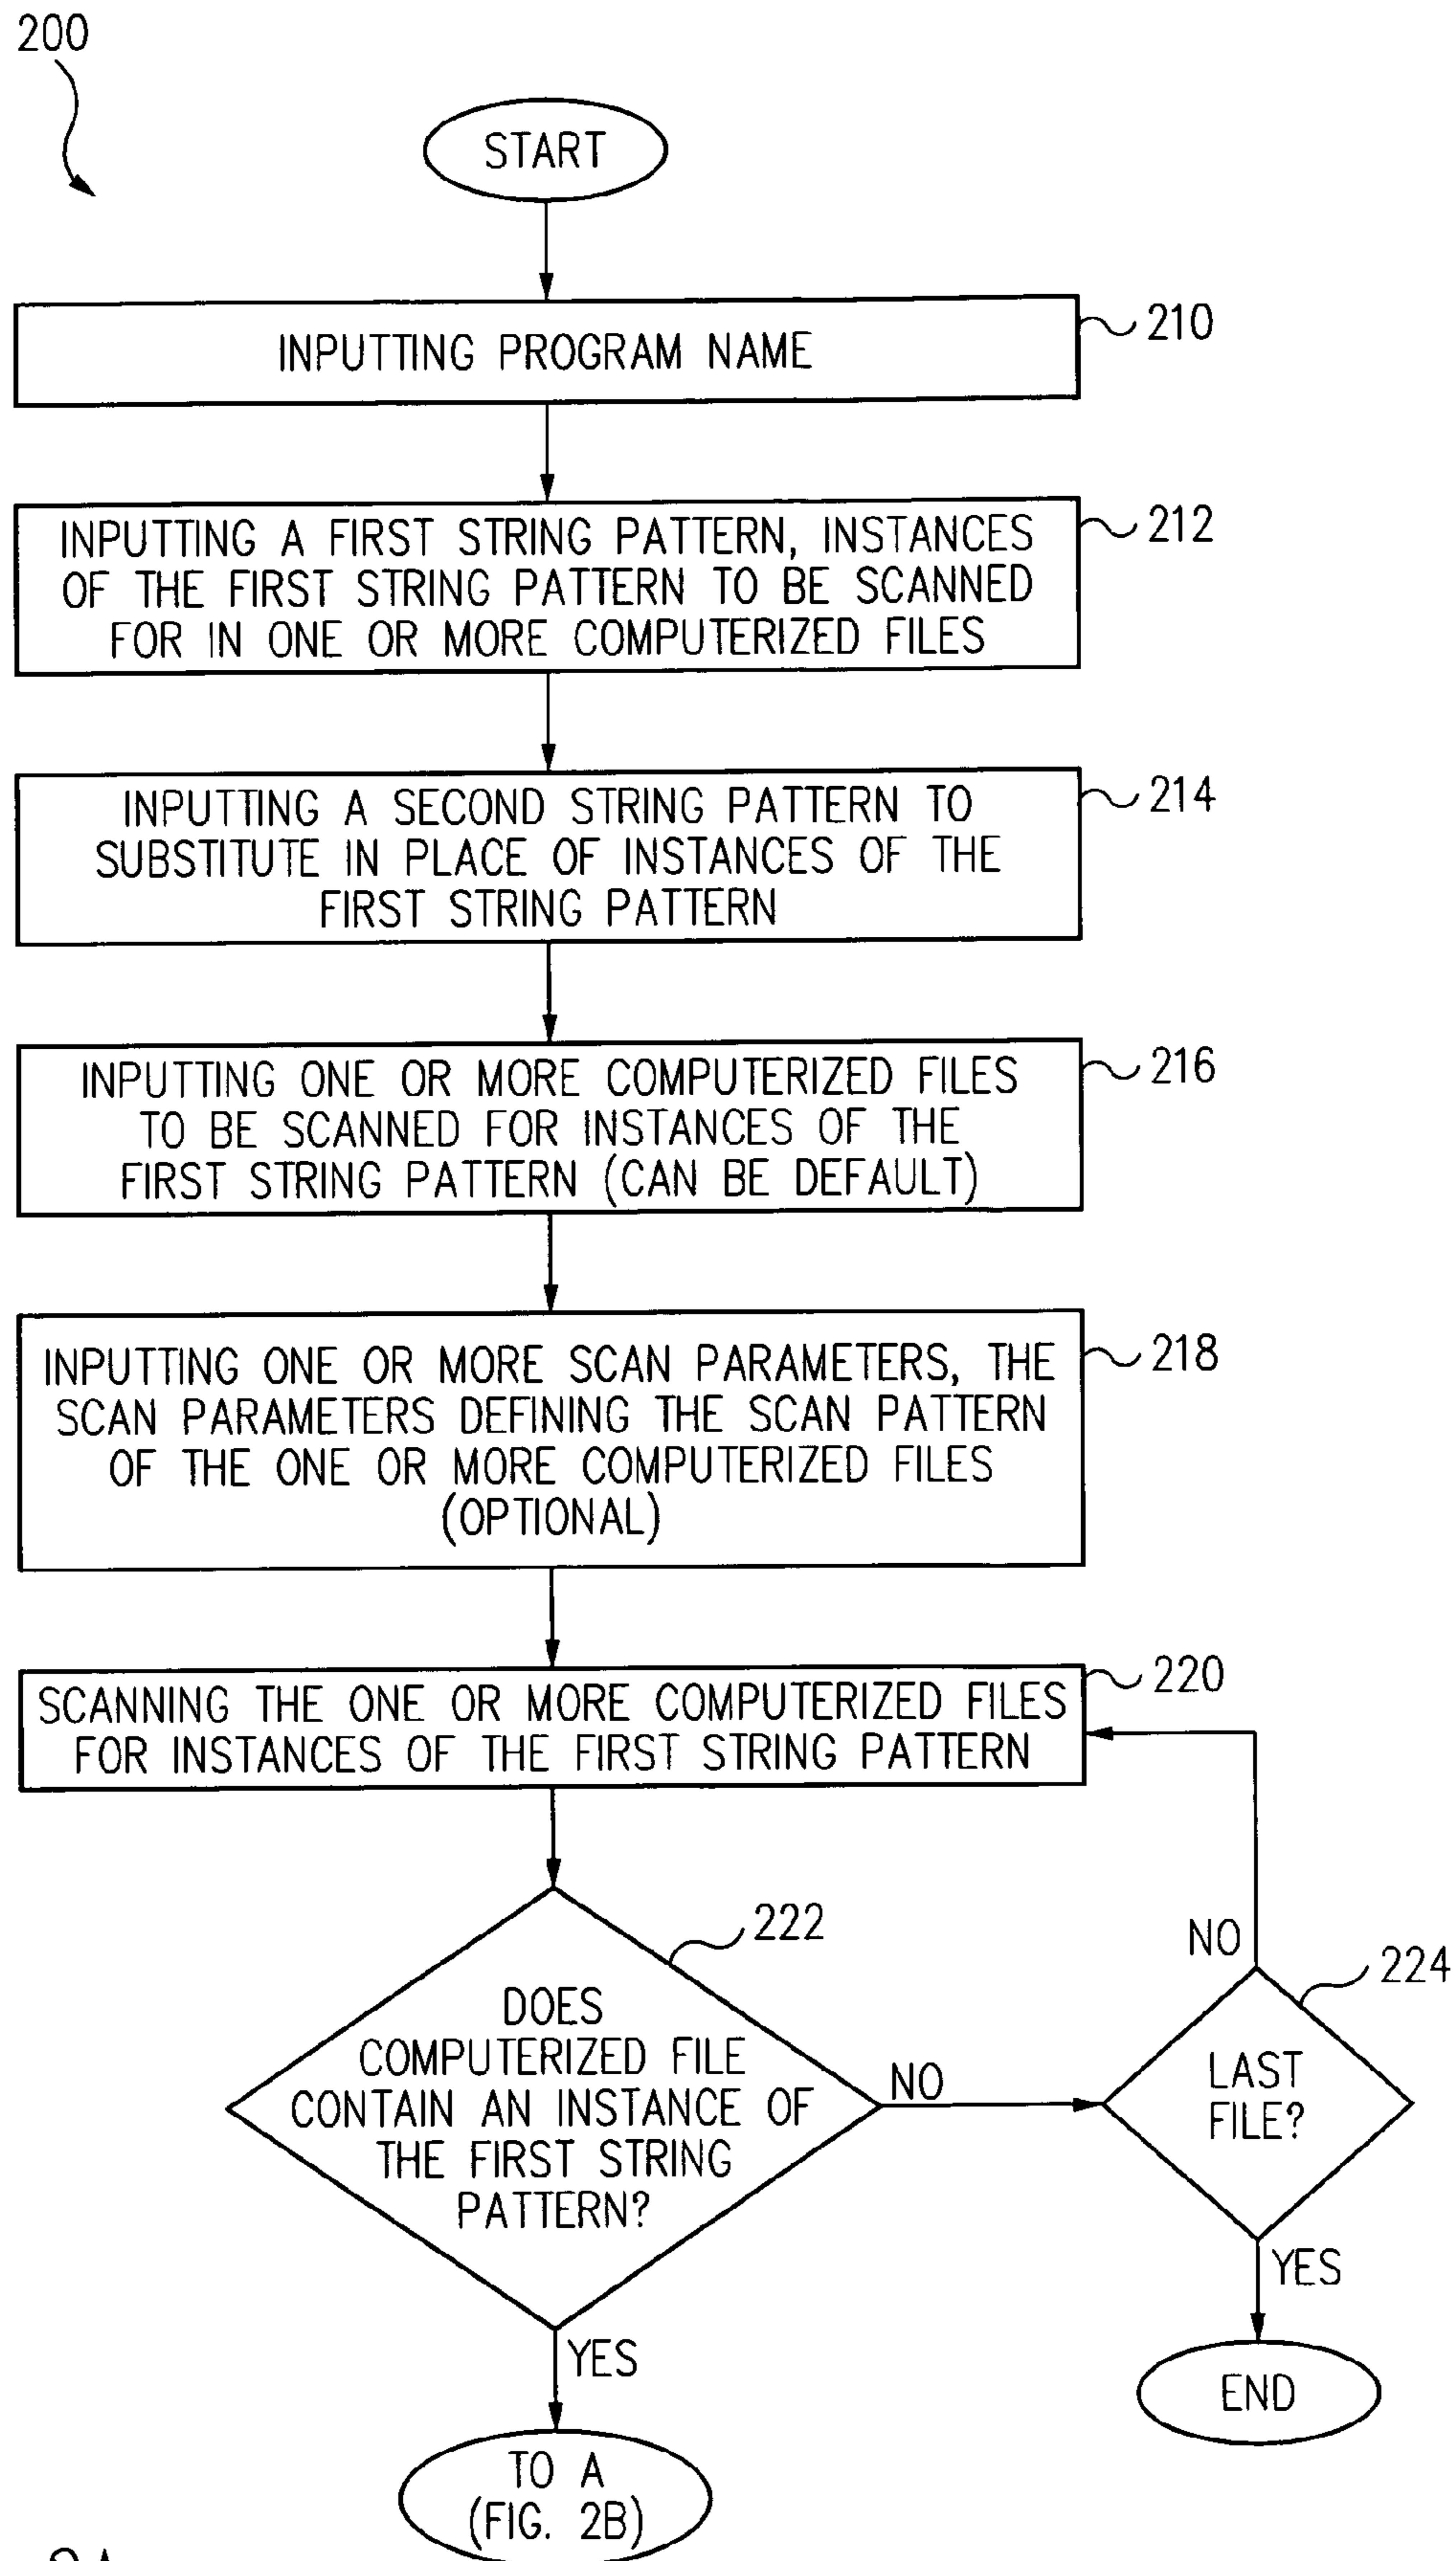 200
START
INPUTTING PROGRAM NAME
210
INPUTTING A FIRST STRING PATTERN, INSTANCES
OF THE FIRST STRING PATTERN TO BE SCANNED
FOR IN ONE OR MORE COMPUTERIZED FILES
212
INPUTTING A SECOND STRING PATTERN TO
SUBSTITUTE IN PLACE OF INSTANCES OF THE
FIRST STRING PATTERN
214
INPUTTING ONE OR MORE COMPUTERIZED FILES
TO BE SCANNED FOR INSTANCES OF THE
FIRST STRING PATTERN (CAN BE DEFAULT)
216
INPUTTING ONE OR MORE SCAN PARAMETERS, THE
SCAN PARAMETERS DEFINING THE SCAN PATTERN
OF THE ONE OR MORE COMPUTERIZED FILES
(OPTIONAL)
218
SCANNING THE ONE OR MORE COMPUTERIZED FILES
FOR INSTANCES OF THE FIRST STRING PATTERN
220
DOES
COMPUTERIZED FILE
CONTAIN AN INSTANCE OF
THE FIRST STRING
PATTERN?
222
NO
LAST
FILE?
224
NO
YES
END
YES
TO A
(FIG. 2B)